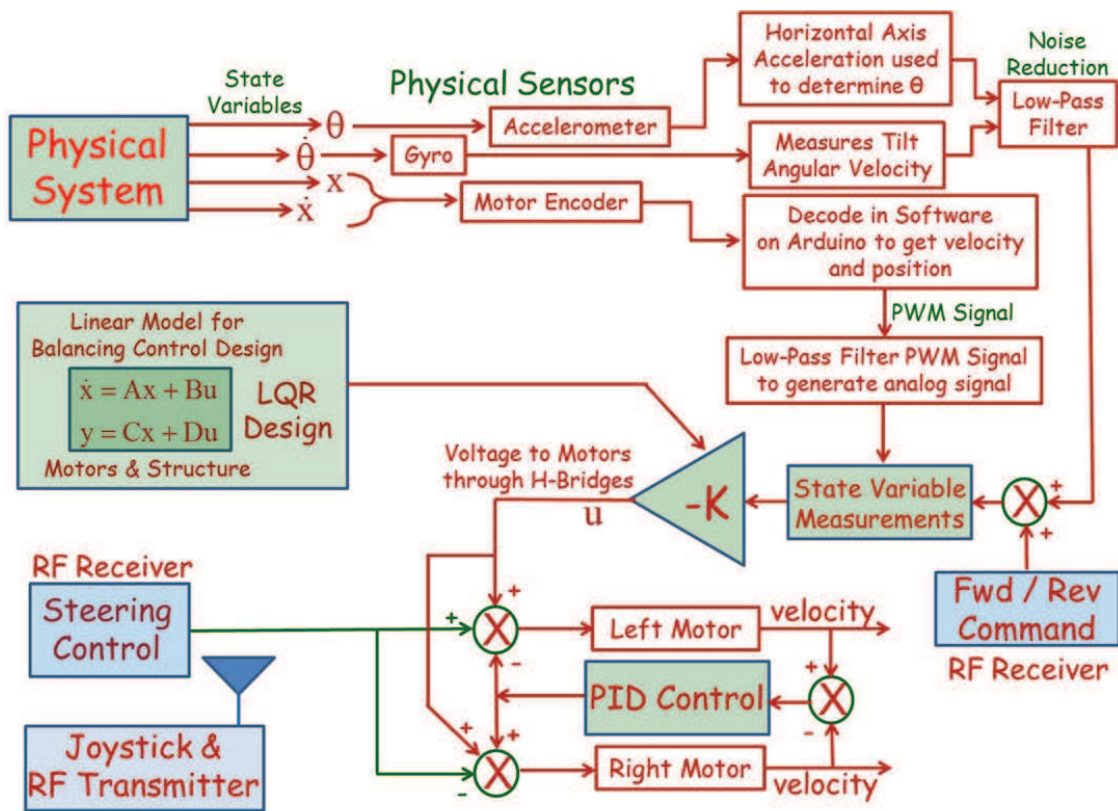 Horizontal Axis
Acceleration used
to determine θ
Noise
Reduction
State
Variables
Physical Sensors
Low-Pass
Filter
Physical
System
θ
Accelerometer
θ̇
Gyro
Measures Tilt
Angular Velocity
x
ẋ
Motor Encoder
Decode in Software
on Arduino to get velocity
and position
PWM Signal
Low-Pass Filter PWM Signal
to generate analog signal
Linear Model for
Balancing Control Design
ẋ = Ax + Bu
y = Cx + Du
LQR
Design
Motors & Structure
Voltage to Motors
through H-Bridges
u
-K
State Variable
Measurements
X
+
+
Fwd / Rev
Command
RF Receiver
RF Receiver
Steering
Control
+
+
X
-
Left Motor
velocity
PID Control
+
X
-
+
+
X
-
Right Motor
velocity
Joystick &
RF Transmitter